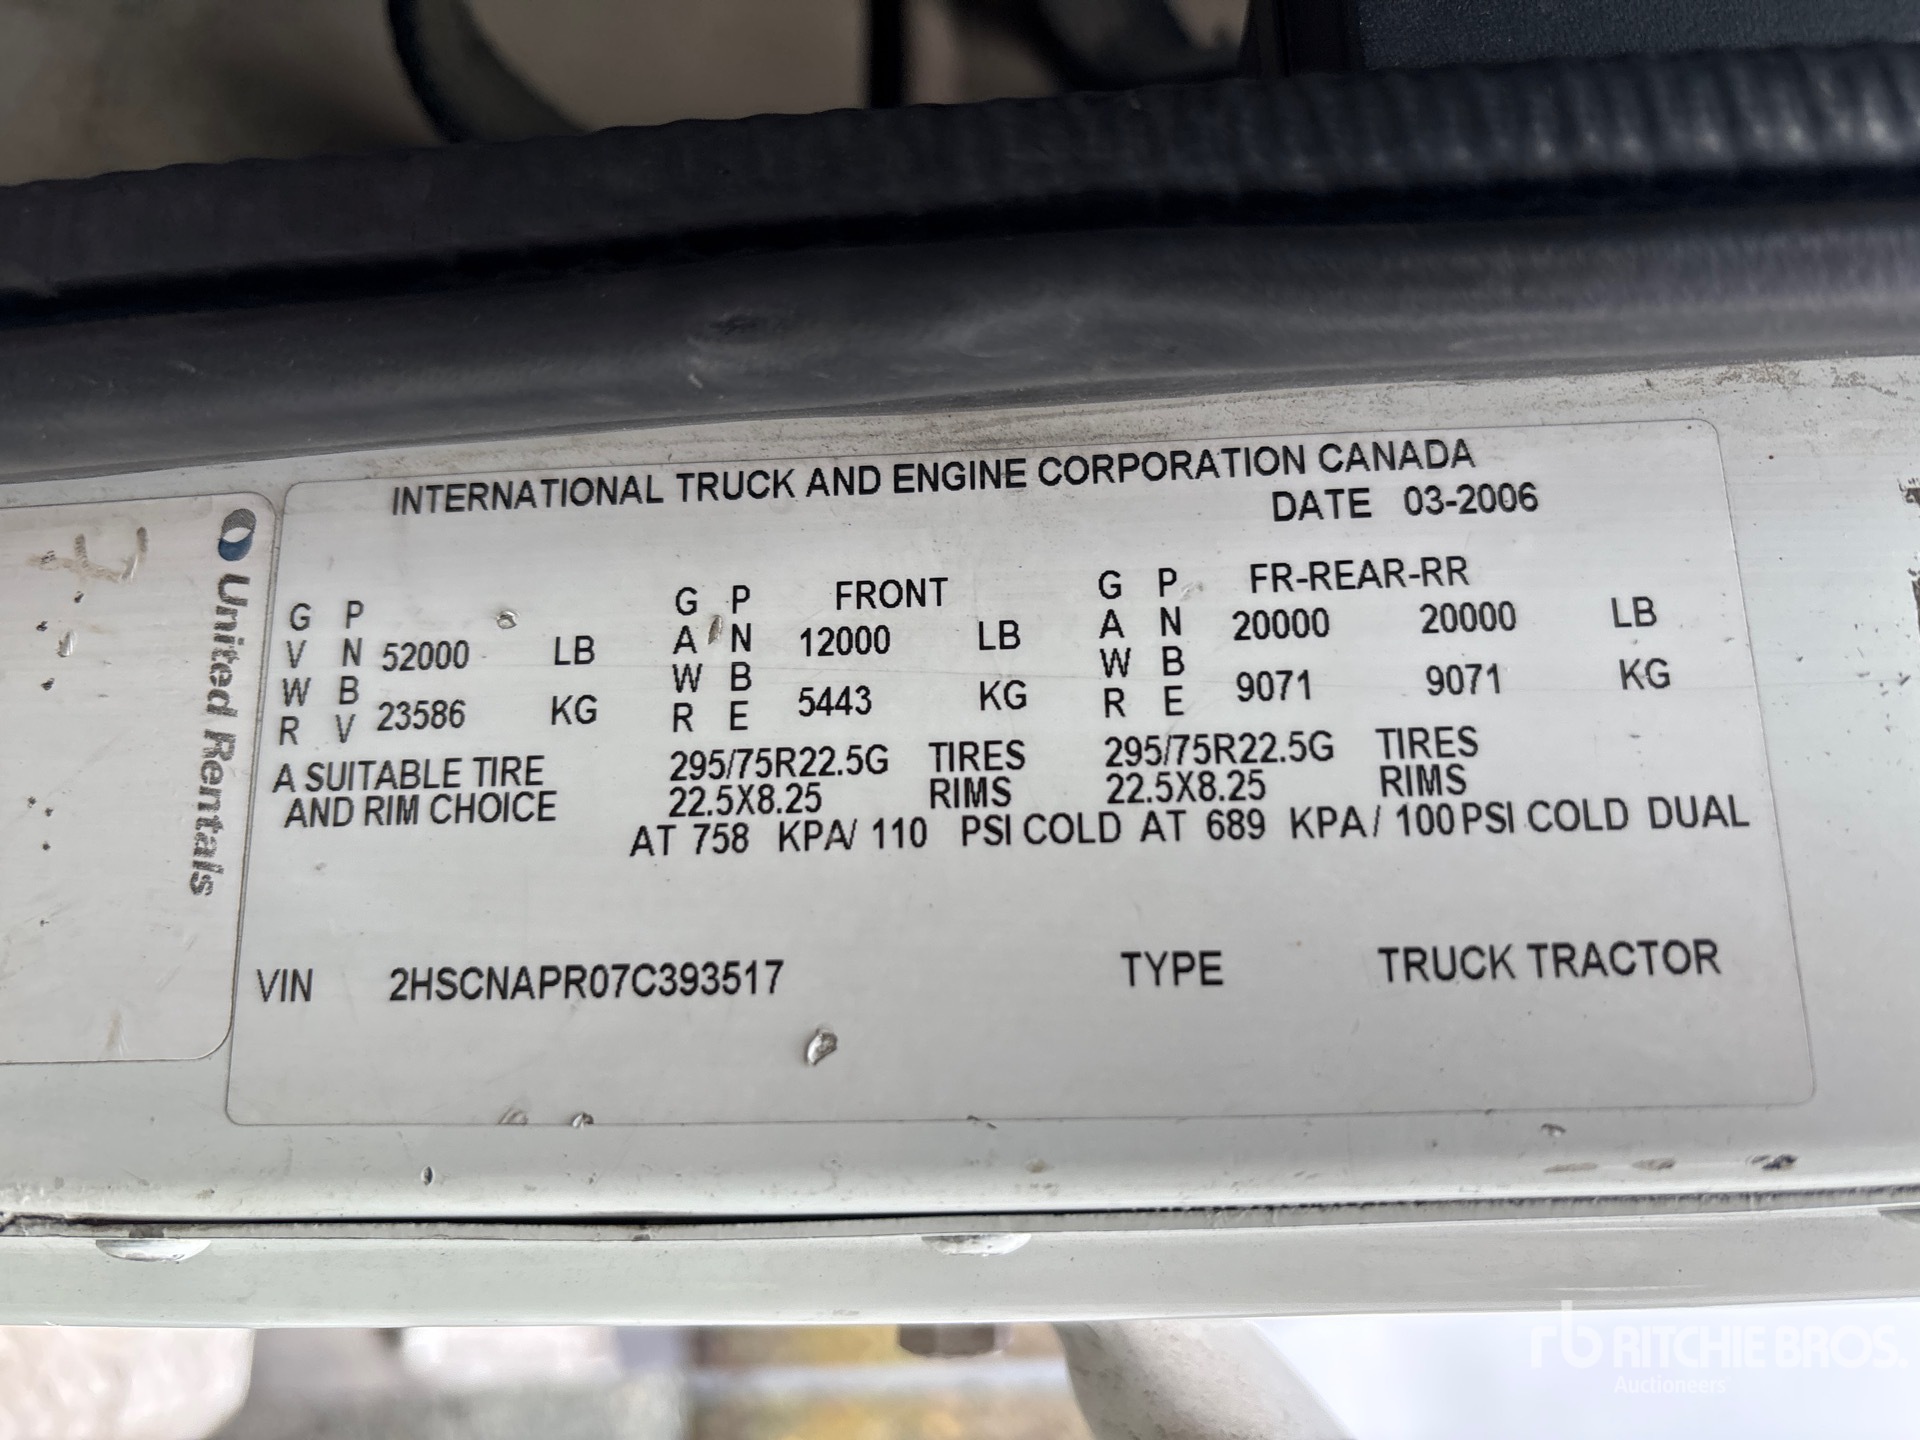 INTERNATIONAL TRUCK AND ENGINE CORPORATION CANADA
DATE 03-2006
G P G P FRONT G P FR-REAR-RR
V N 52000 LB A N 12000 LB A N 20000 20000 LB
W B W B W B
R V 23586 KG R E 5443 KG R E 9071 9071 KG
A SUITABLE TIRE 295/75R22.5G TIRES 295/75R22.5G TIRES
AND RIM CHOICE 22.5X8.25 RIMS 22.5X8.25 RIMS
AT 758 KPA/ 110 PSI COLD AT 689 KPA/ 100 PSI COLD DUAL
VIN 2HSCNAPR07C393517 TYPE TRUCK TRACTOR
United Rentals
rb RITCHIE BROS.
Auctioneers